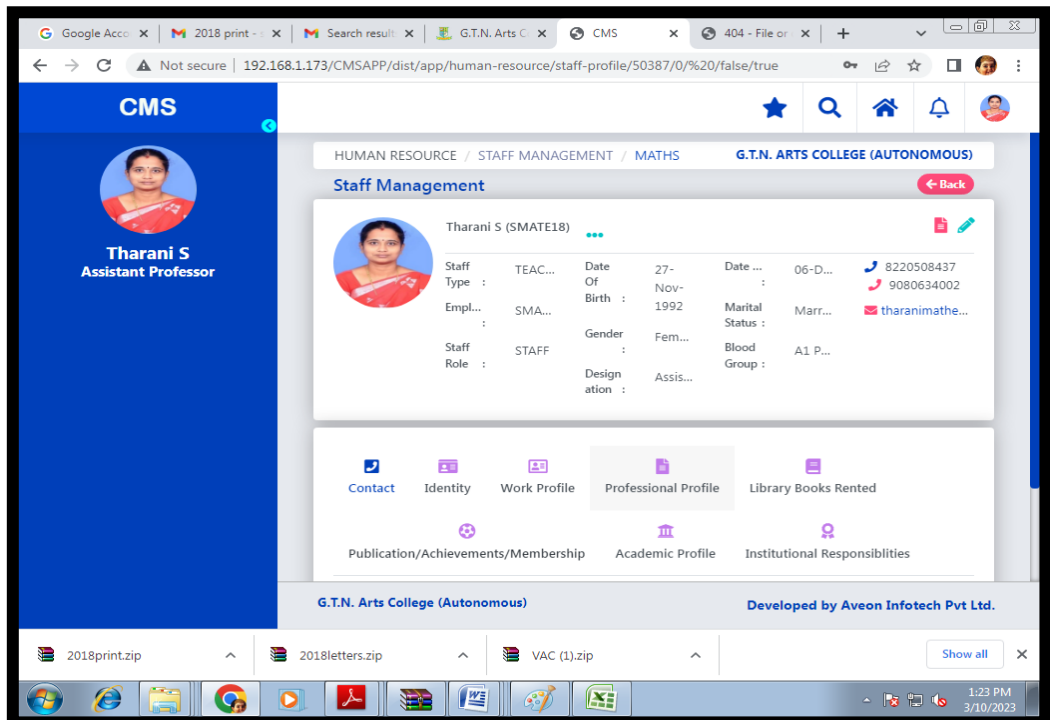 Google Acco
2018 print -
Search result
G.T.N. Arts C
CMS
404 - File or
Not secure | 192.168.1.173/CMSAPP/dist/app/human-resource/staff-profile/50387/0/%20/false/true
CMS
HUMAN RESOURCE / STAFF MANAGEMENT / MATHS
G.T.N. ARTS COLLEGE (AUTONOMOUS)
Staff Management
Back
Tharani S
Assistant Professor
Tharani S (SMATE18)
Staff Type : TEAC...
Empl... : SMA...
Staff Role : STAFF
Date Of Birth : 27-Nov-1992
Gender : Fem...
Designation : Assis...
Date ... : 06-D...
Marital Status : Marr...
Blood Group : A1 P...
8220508437
9080634002
tharanimathe...
Contact
Identity
Work Profile
Professional Profile
Library Books Rented
Publication/Achievements/Membership
Academic Profile
Institutional Responsiblities
G.T.N. Arts College (Autonomous)
Developed by Aveon Infotech Pvt Ltd.
2018print.zip
2018letters.zip
VAC (1).zip
Show all
1:23 PM
3/10/2023